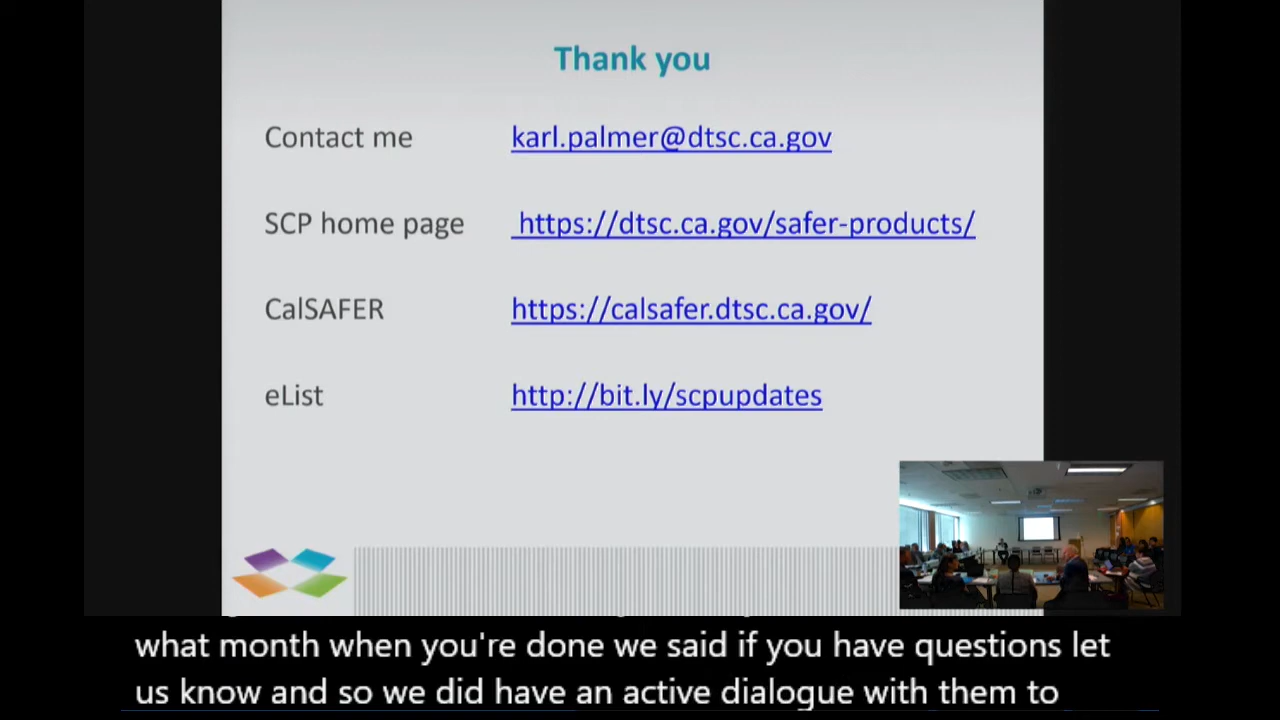 Thank you
Contact me karl.palmer@dtsc.ca.gov
SCP home page https://dtsc.ca.gov/safer-products/
CalSAFER https://calsafer.dtsc.ca.gov/
eList http://bit.ly/scpupdates
what month when you're done we said if you have questions let
us know and so we did have an active dialogue with them to